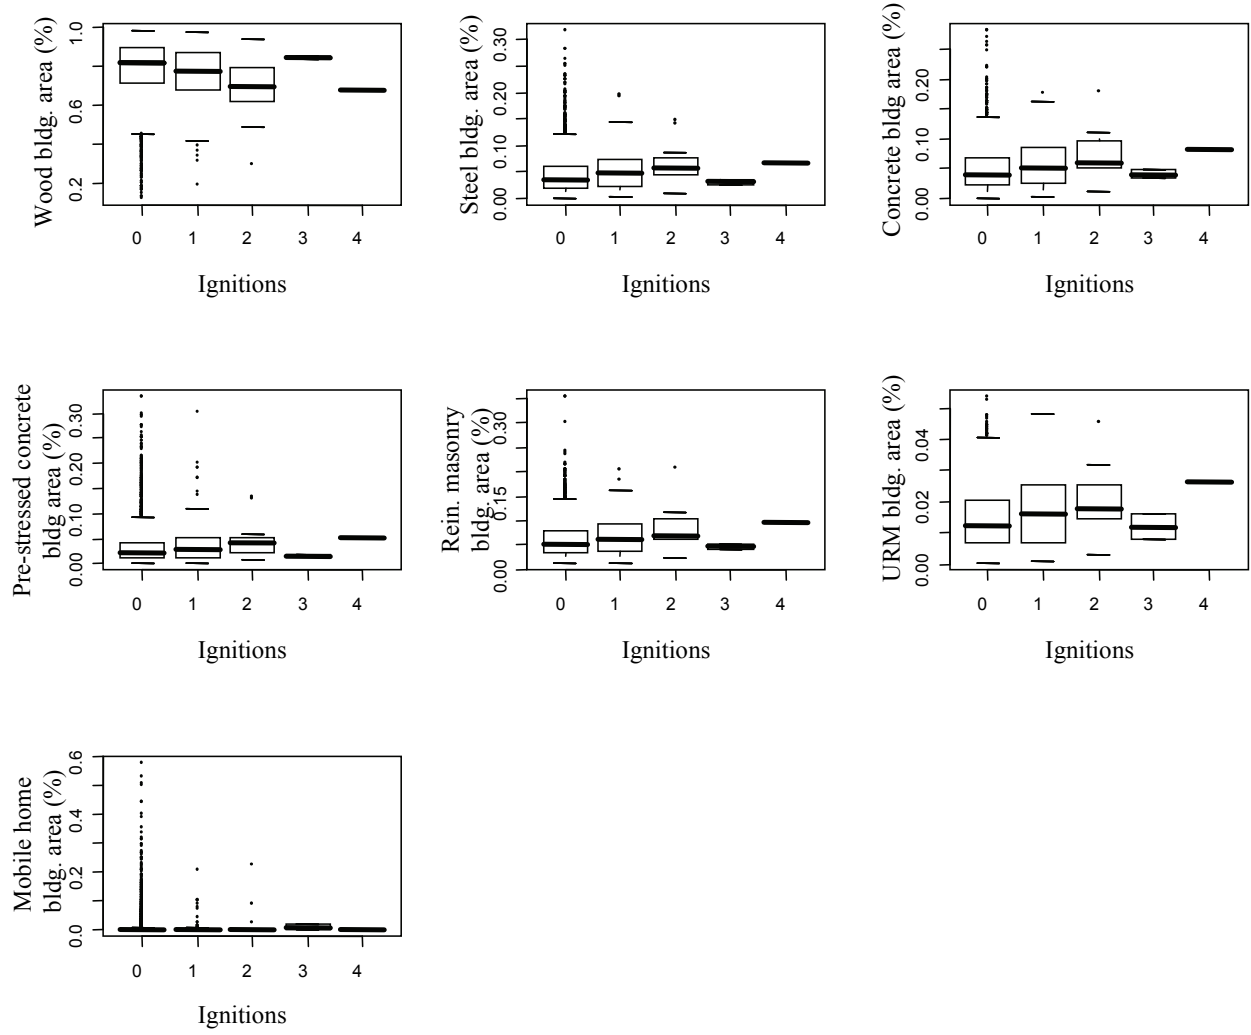 Wood bldg. area (%)
0.2 0.6 1.0
0 1 2 3 4
Ignitions
Steel bldg. area (%)
0.00 0.10 0.20 0.30
0 1 2 3 4
Ignitions
Concrete bldg area (%)
0.00 0.10 0.20
0 1 2 3 4
Ignitions
Pre-stressed concrete
bldg area (%)
0.00 0.10 0.20 0.30
0 1 2 3 4
Ignitions
Rein. masonry
bldg. area (%)
0.00 0.15 0.30
0 1 2 3 4
Ignitions
URM bldg. area (%)
0.00 0.02 0.04
0 1 2 3 4
Ignitions
Mobile home
bldg. area (%)
0.0 0.2 0.4 0.6
0 1 2 3 4
Ignitions